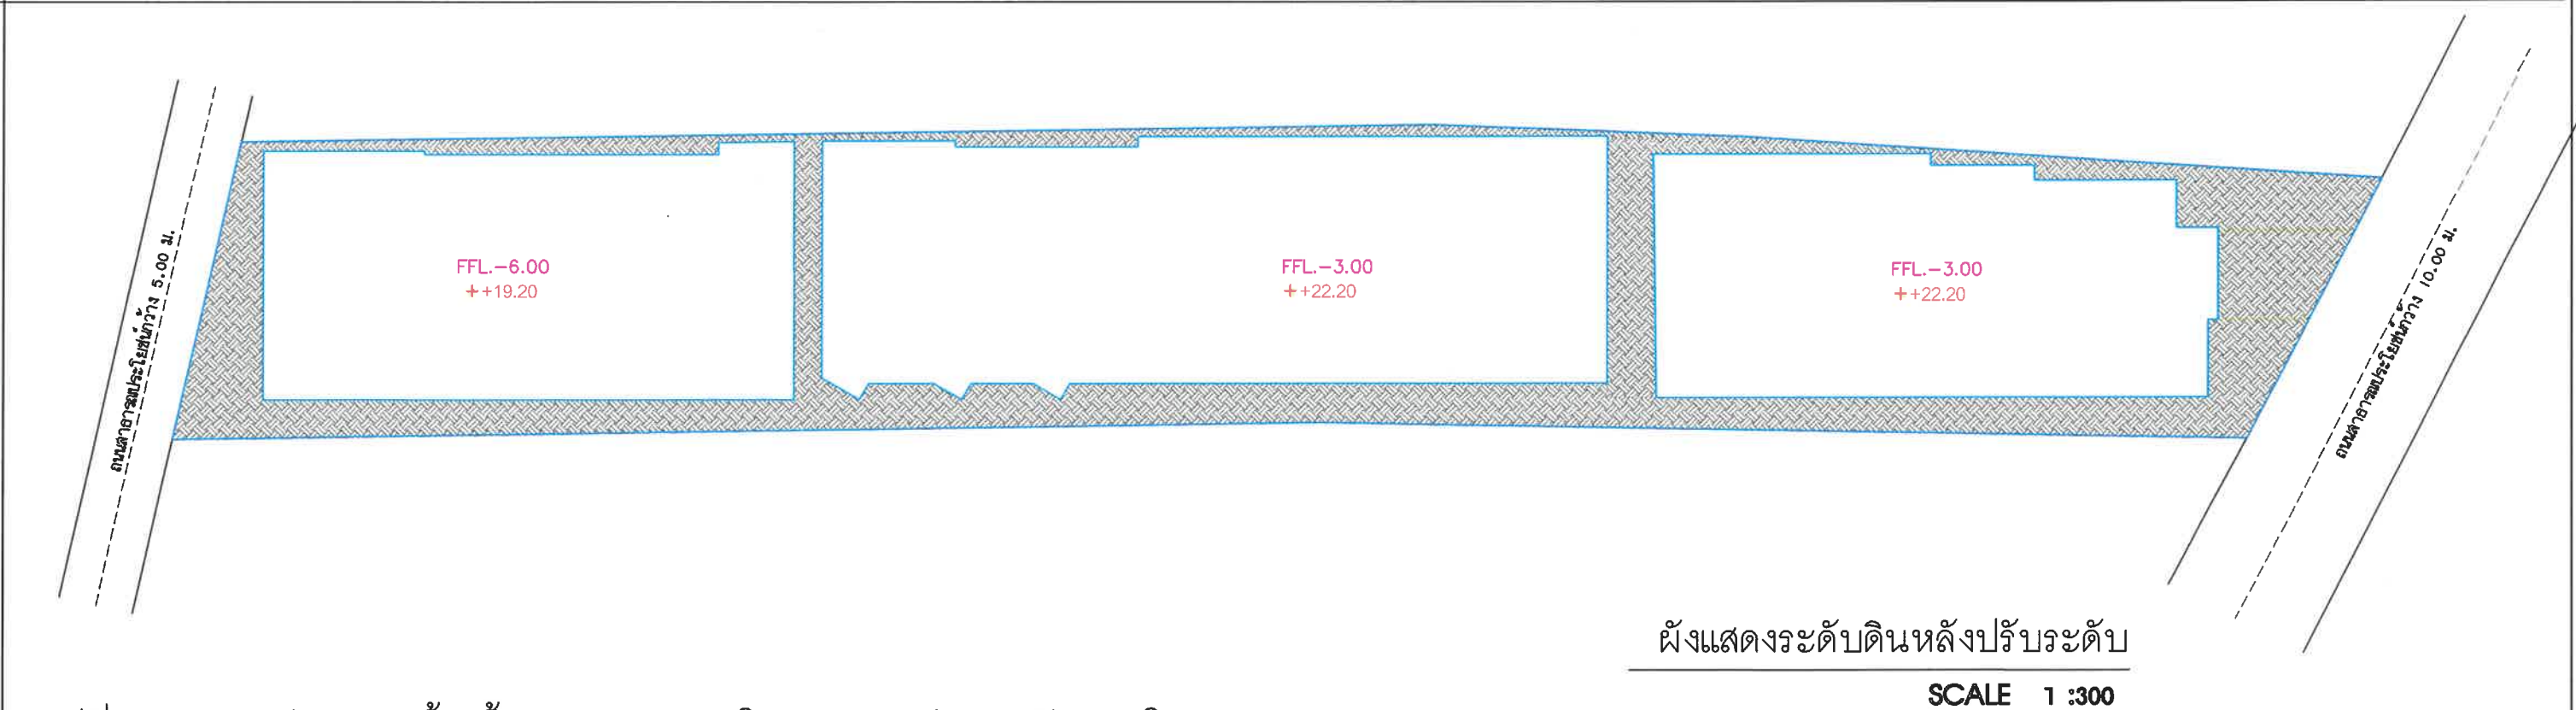 ถนนสาธารณประโยชน์กว้าง 5.00 ม.
FFL.-6.00
++19.20
FFL.-3.00
++22.20
FFL.-3.00
++22.20
ถนนสาธารณประโยชน์กว้าง 10.00 ม.
ผังแสดงระดับดินหลังปรับระดับ
SCALE 1 :300